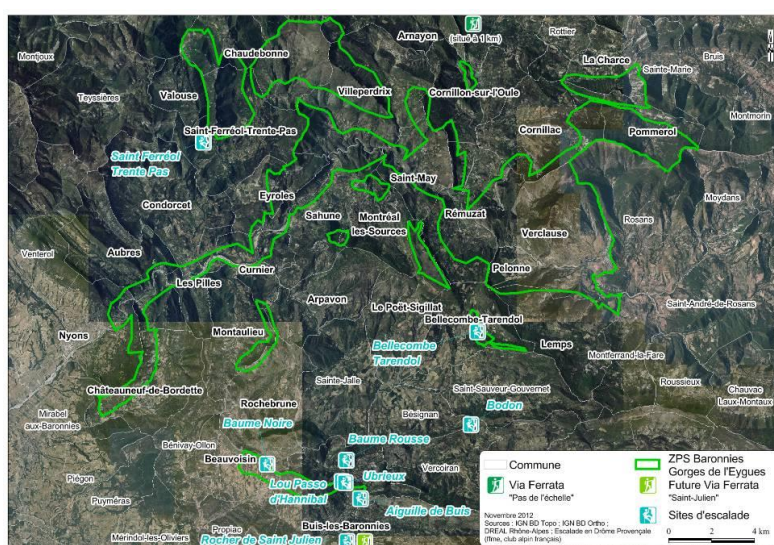 Arnayon
(situé à 1 km)
Rottier
La Charce
Bruis
Sainte-Marie
Montjoux
Chaudebonne
Teyssières
Valouse
Villeperdrix
Cornillon-sur-l'Oule
Montmorin
Saint-Ferréol-Trente-Pas
Cornillac
Pommerol
Saint Ferréol
Trente Pas
Saint-May
Eyroles
Moydans
Condorcet
Sahune
Montréal
les-Sources
Rémuzat
Rosans
Verclause
Venterol
Aubres
Curnier
Pelonne
Les Pilles
Arpavon
Le Poët-Sigillat
Saint-André-de-Rosans
Bellecombe-Tarendol
Nyons
Montaulieu
Bellecombe
Tarendol
Lemps
Montferrand-la-Fare
Sainte-Jalle
Saint-Sauveur-Gouvernet
Roussieux
Chauvac
Laux-Montaux
Châteauneuf-de-Bordette
Rochebrune
Bodon
Mirabel
aux-Baronnies
Baume Noire
Bésignan
Bénivay-Ollon
Baume Rousse
Beauvoisin
Vercoiran
Piégon
Ubrieux
Lou Passo
d'Hannibal
Puyméras
Aiguille de Buis
Propiac
Buis-les-Baronnies
Mérindol-les-Oliviers
Rocher de Saint Julien
Commune
ZPS Baronnies
Gorges de l'Eygues
Via Ferrata
"Pas de l'échelle"
Future Via Ferrata
"Saint-Julien"
Sites d'escalade
Novembre 2012
Sources : IGN BD Topo ; IGN BD Ortho ;
DREAL Rhône-Alpes ; Escalade en Drôme Provençale
(ffme, club alpin français)
0 2 4
km